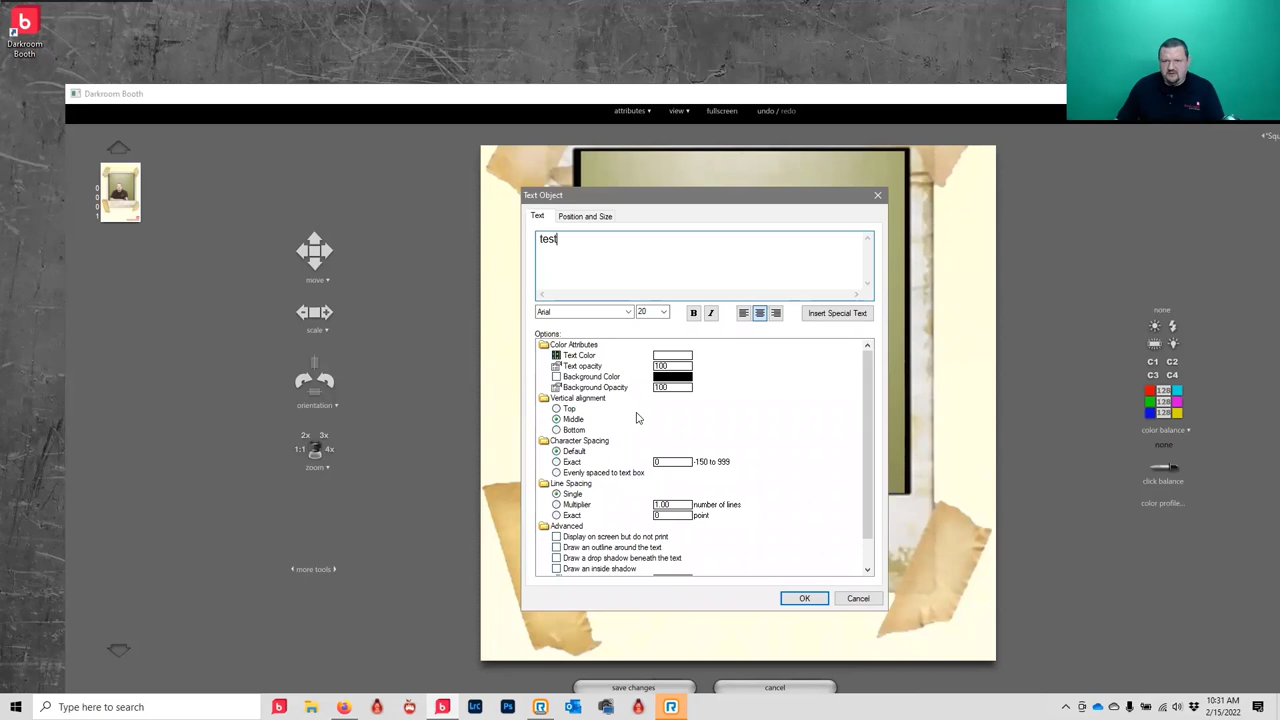 b
Darkroom
Booth
Darkroom Booth
attributes
view
fullscreen
undo / redo
0
0
0
1
Text Object
Text
Position and Size
test
Arial
20
B
I
Insert Special Text
Options:
Color Attributes
Text Color
Text opacity
100
Background Color
Background Opacity
100
Vertical alignment
Top
Middle
Bottom
Character Spacing
Default
Exact
0
-150 to 999
Evenly spaced to text box
Line Spacing
Single
Multiplier
1.00
number of lines
Exact
0
point
Advanced
Display on screen but do not print
Draw an outline around the text
Draw a drop shadow beneath the text
Draw an inside shadow
OK
Cancel
move
scale
orientation
2x 3x
1:1 4x
zoom
more tools
none
C1 C2
C3 C4
128
128
128
color balance
none
click balance
color profile...
save changes
cancel
Type here to search
Lrc
Ps
10:31 AM
2/15/2022